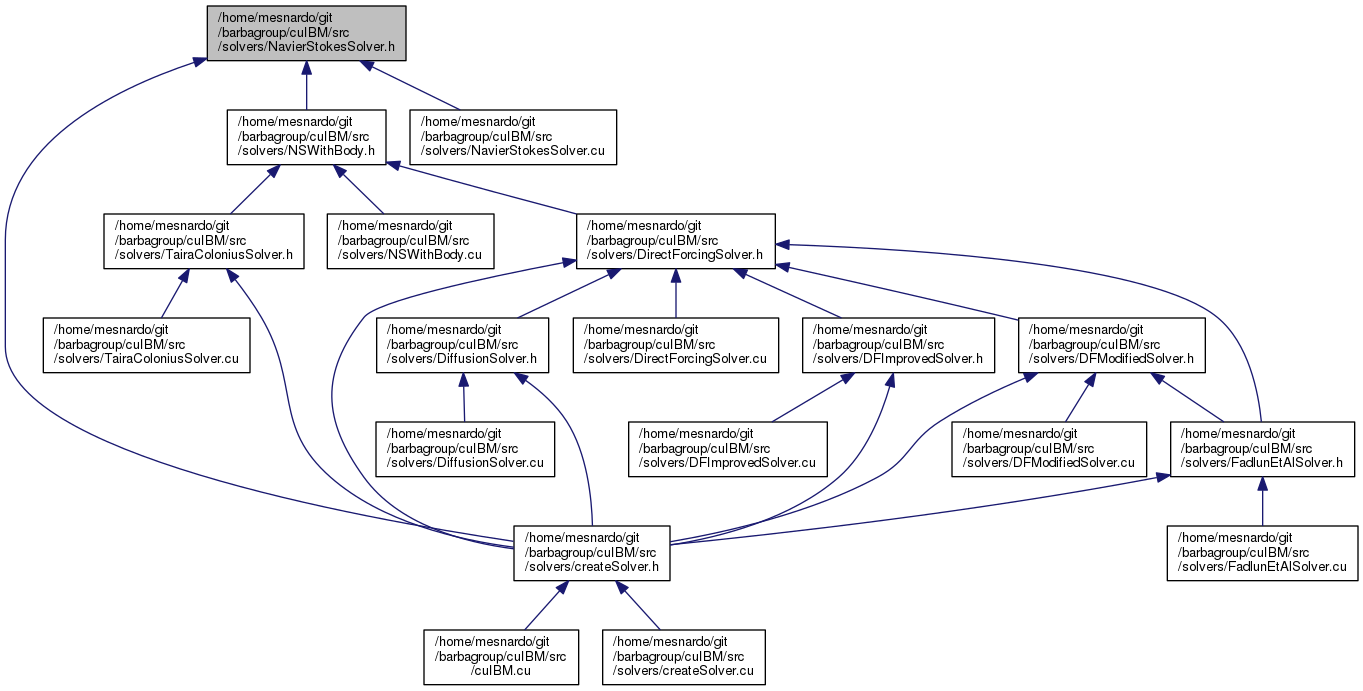 /home/mesnardo/git
/barbagroup/cuIBM/src
/solvers/NavierStokesSolver.h
/home/mesnardo/git
/barbagroup/cuIBM/src
/solvers/NSWithBody.h
/home/mesnardo/git
/barbagroup/cuIBM/src
/solvers/NavierStokesSolver.cu
/home/mesnardo/git
/barbagroup/cuIBM/src
/solvers/TairaColoniusSolver.h
/home/mesnardo/git
/barbagroup/cuIBM/src
/solvers/NSWithBody.cu
/home/mesnardo/git
/barbagroup/cuIBM/src
/solvers/DirectForcingSolver.h
/home/mesnardo/git
/barbagroup/cuIBM/src
/solvers/TairaColoniusSolver.cu
/home/mesnardo/git
/barbagroup/cuIBM/src
/solvers/DiffusionSolver.h
/home/mesnardo/git
/barbagroup/cuIBM/src
/solvers/DirectForcingSolver.cu
/home/mesnardo/git
/barbagroup/cuIBM/src
/solvers/DFImprovedSolver.h
/home/mesnardo/git
/barbagroup/cuIBM/src
/solvers/DFModifiedSolver.h
/home/mesnardo/git
/barbagroup/cuIBM/src
/solvers/DiffusionSolver.cu
/home/mesnardo/git
/barbagroup/cuIBM/src
/solvers/DFImprovedSolver.cu
/home/mesnardo/git
/barbagroup/cuIBM/src
/solvers/DFModifiedSolver.cu
/home/mesnardo/git
/barbagroup/cuIBM/src
/solvers/FadlunEtAlSolver.h
/home/mesnardo/git
/barbagroup/cuIBM/src
/solvers/createSolver.h
/home/mesnardo/git
/barbagroup/cuIBM/src
/solvers/FadlunEtAlSolver.cu
/home/mesnardo/git
/barbagroup/cuIBM/src
/cuIBM.cu
/home/mesnardo/git
/barbagroup/cuIBM/src
/solvers/createSolver.cu